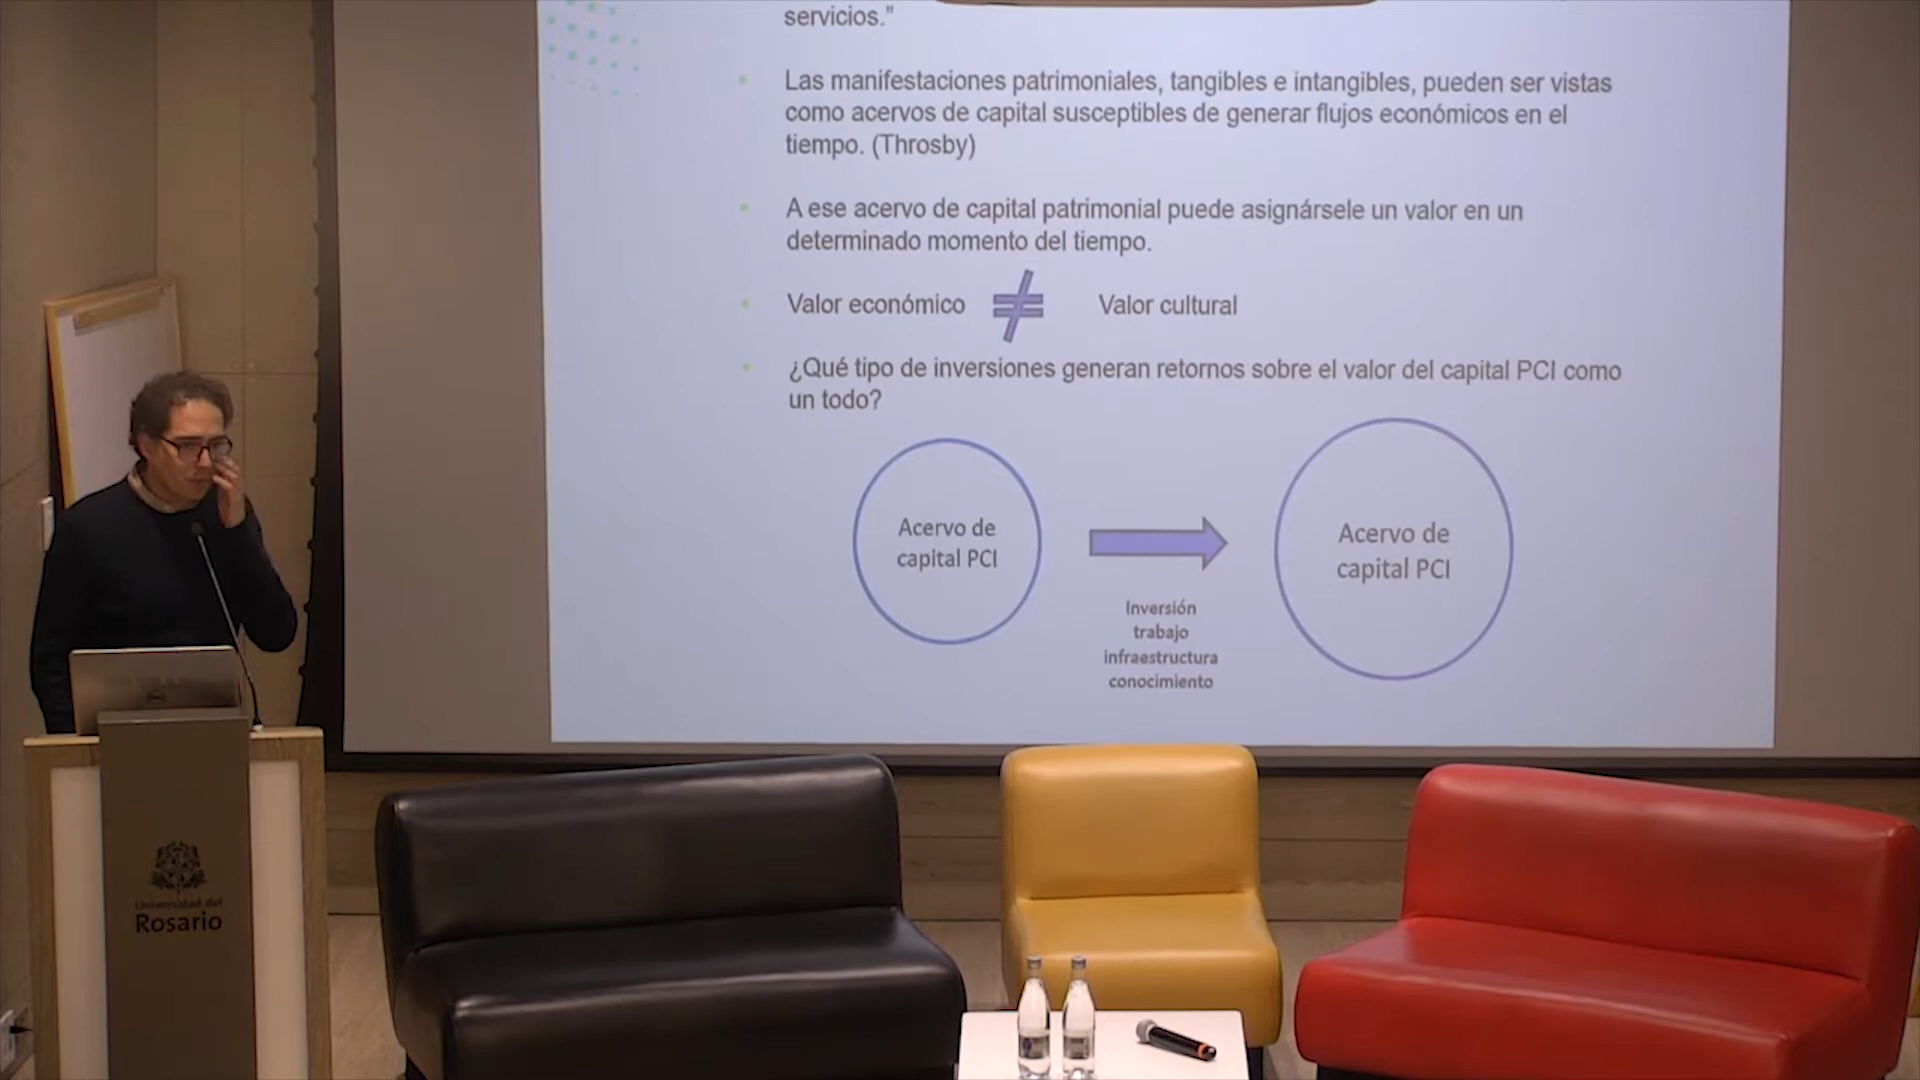 servicios."
Las manifestaciones patrimoniales, tangibles e intangibles, pueden ser vistas
como acervos de capital susceptibles de generar flujos económicos en el
tiempo. (Throsby)
A ese acervo de capital patrimonial puede asignársele un valor en un
determinado momento del tiempo.
Valor económico ≠ Valor cultural
¿Qué tipo de inversiones generan retornos sobre el valor del capital PCI como
un todo?
Acervo de
capital PCI
Inversión
trabajo
infraestructura
conocimiento
Acervo de
capital PCI
Universidad del
Rosario